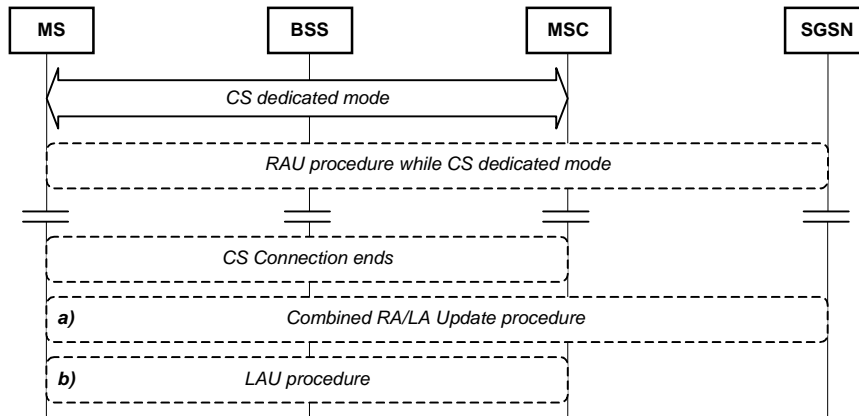 MS BSS MSC SGSN
CS dedicated mode
RAU procedure while CS dedicated mode
CS Connection ends
a) Combined RA/LA Update procedure
b) LAU procedure